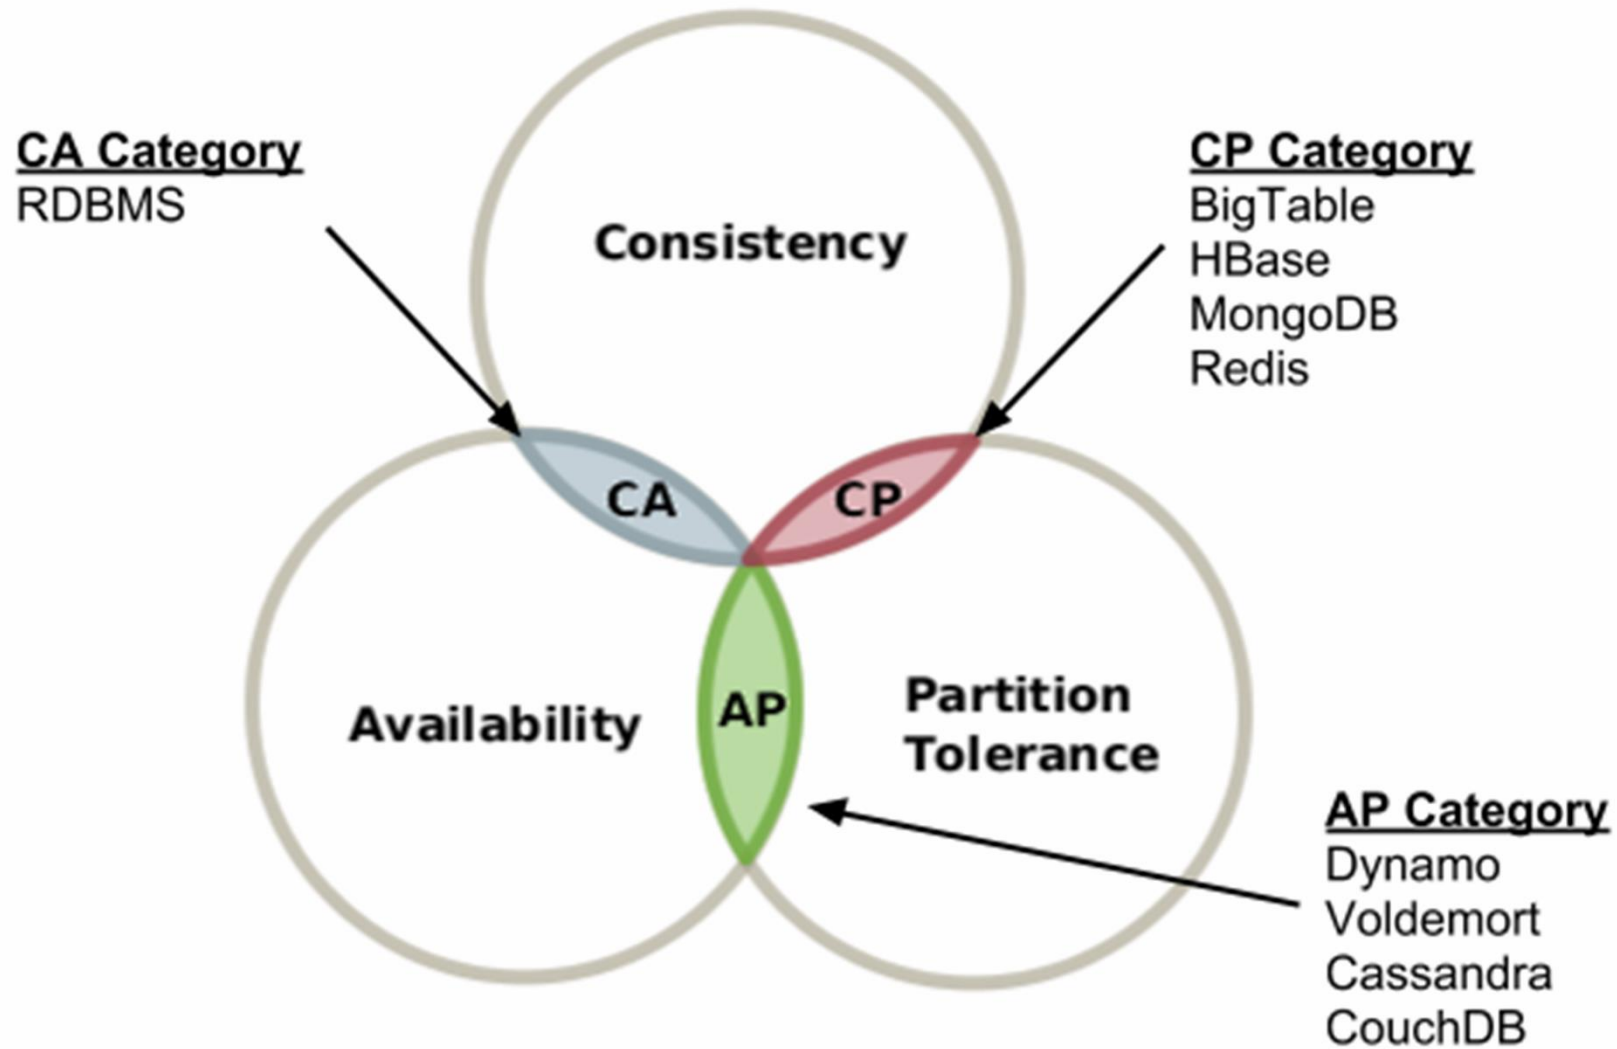 CA Category
RDBMS
CP Category
BigTable
HBase
MongoDB
Redis
Consistency
CA
CP
AP
Availability
Partition
Tolerance
AP Category
Dynamo
Voldemort
Cassandra
CouchDB